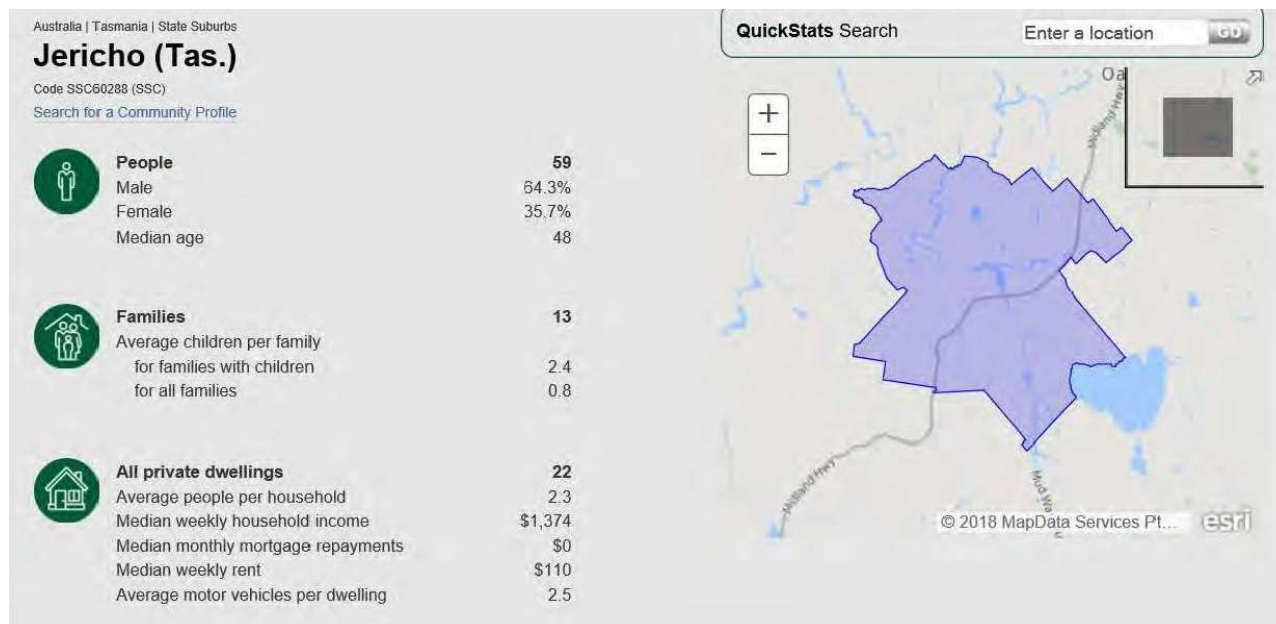 Australia | Tasmania | State Suburbs
Jericho (Tas.)
Code SSC60288 (SSC)
Search for a Community Profile
People 59
Male 64.3%
Female 35.7%
Median age 48
Families 13
Average children per family
for families with children 2.4
for all families 0.8
All private dwellings 22
Average people per household 2.3
Median weekly household income $1,374
Median monthly mortgage repayments $0
Median weekly rent $110
Average motor vehicles per dwelling 2.5
QuickStats Search Enter a location GO
+
−
Oa
Midland Hwy
Midland Hwy
Mud Wa
© 2018 MapData Services Pt... esri